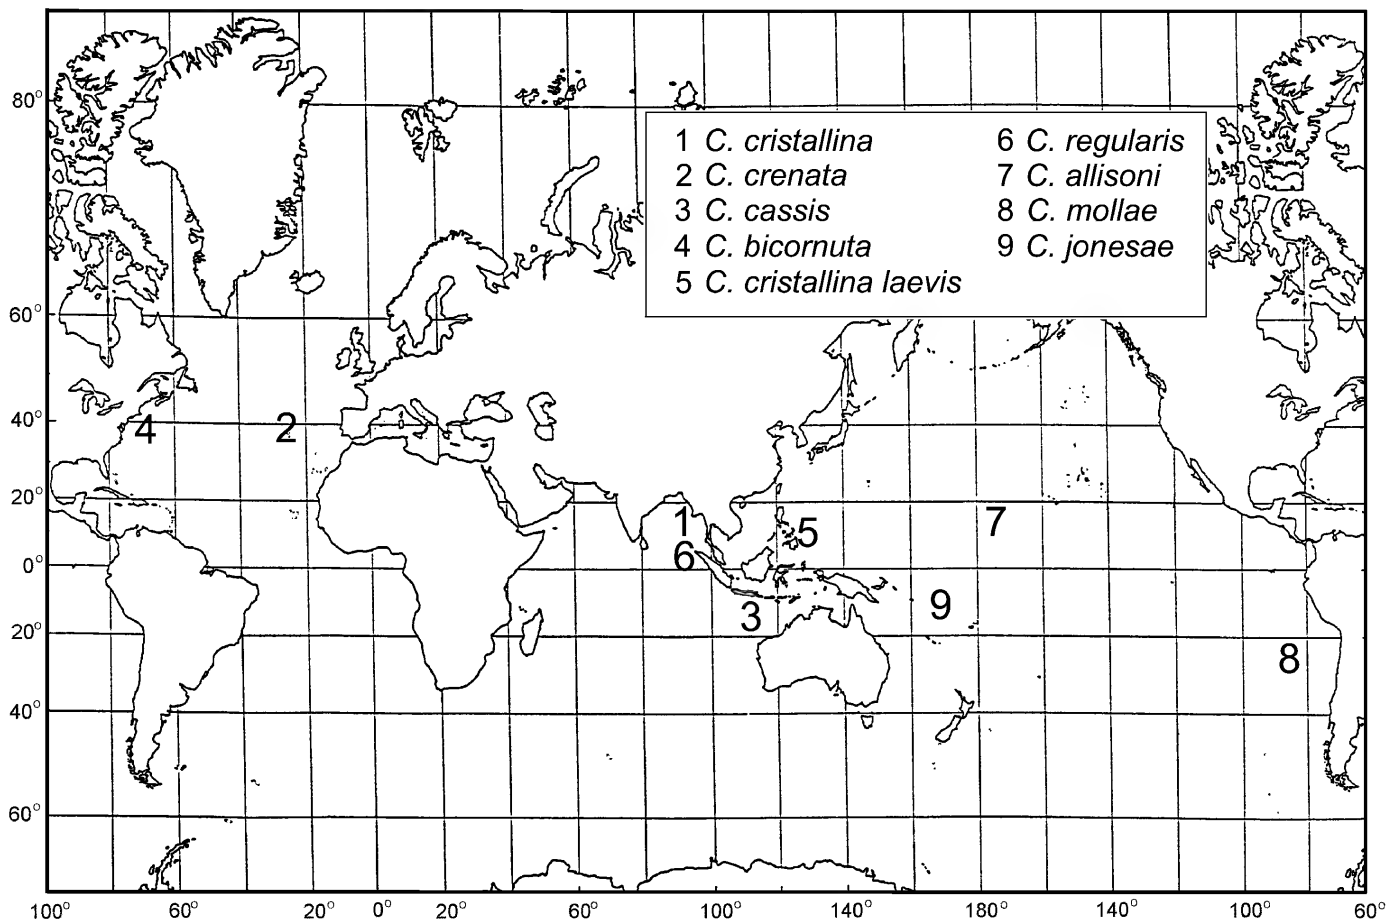 1 C. cristallina
2 C. crenata
3 C. cassis
4 C. bicornuta
5 C. cristallina laevis
6 C. regularis
7 C. allisoni
8 C. mollae
9 C. jonesae
80°
60°
40°
20°
0°
20°
40°
60°
4
2
1
5
7
6
3
9
8
100° 60° 20° 0° 20° 60° 100° 140° 180° 140° 100° 60°